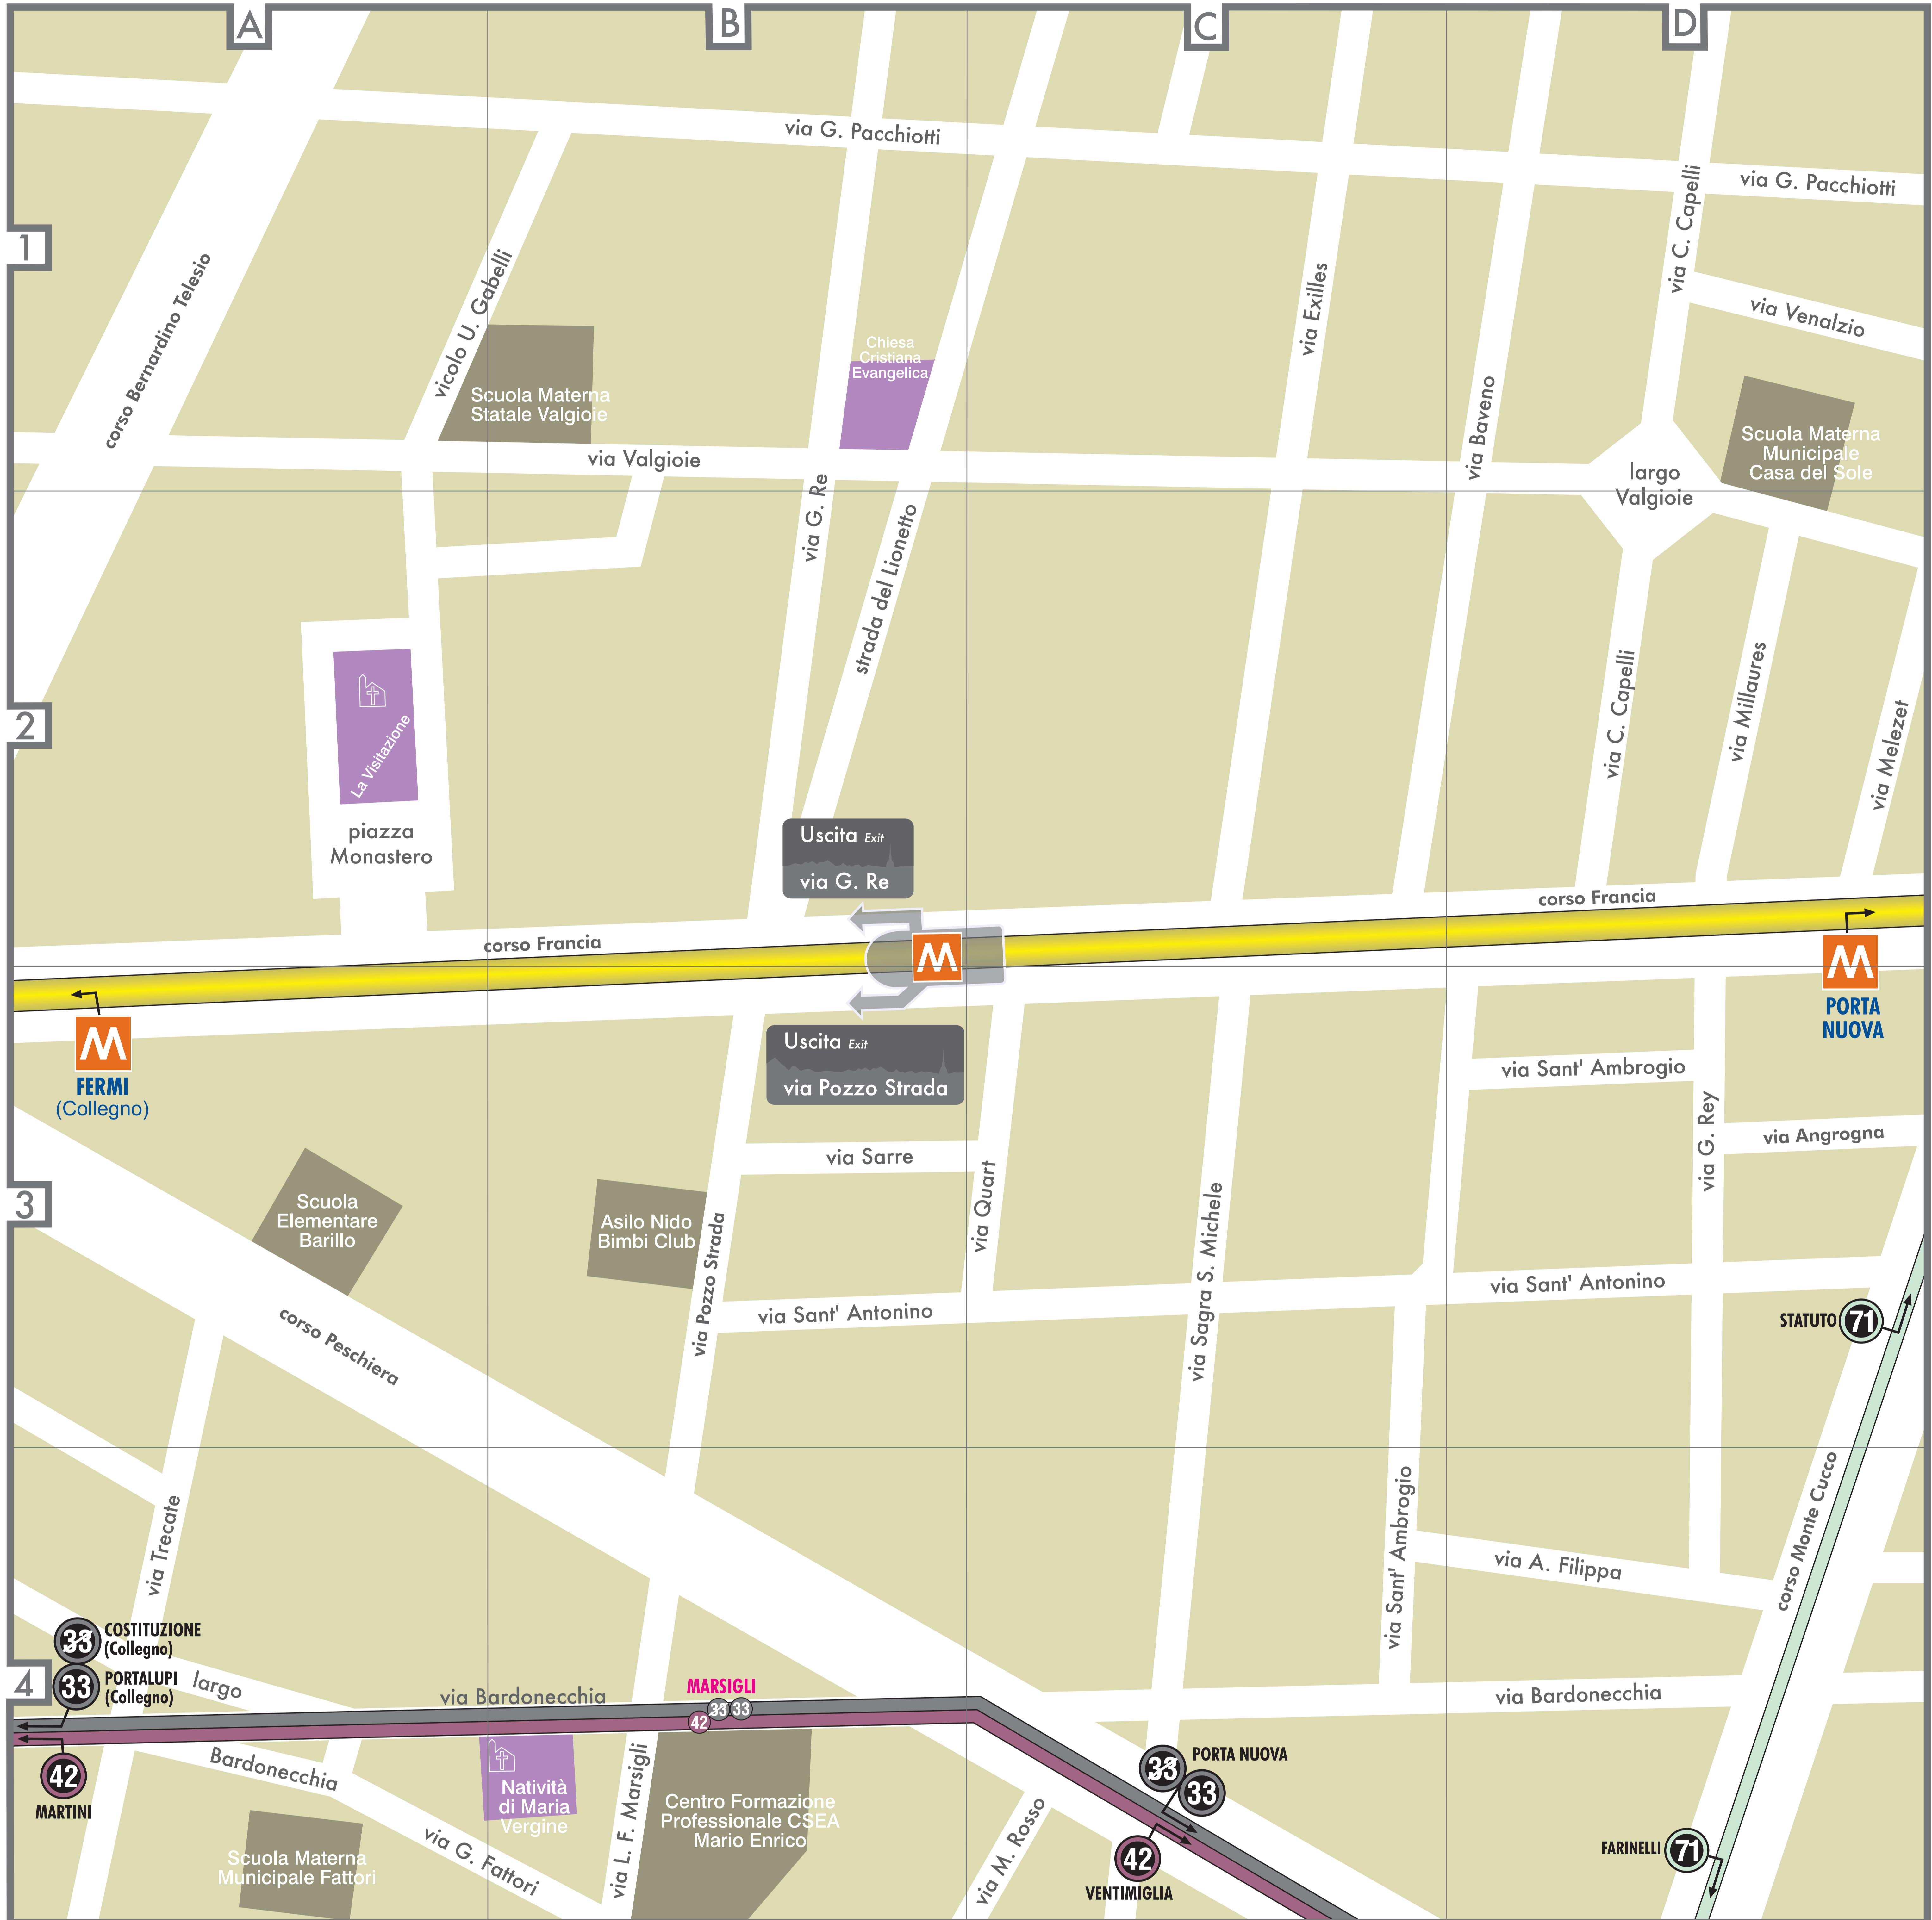 A
B
C
D
via G. Pacchiotti
via G. Pacchiotti
via C. Capelli
1
corso Bernardino Telesio
vicolo U. Gabelli
via Exilles
via Venalzio
Chiesa
Cristiana
Evangelica
Scuola Materna
Statale Valgioie
via Baveno
Scuola Materna
Municipale
Casa del Sole
via Valgioie
largo
Valgioie
via G. Re
strada del Lionetto
2
La Visitazione
via C. Capelli
via Millaures
via Melezet
piazza
Monastero
Uscita Exit
via G. Re
corso Francia
corso Francia
M
M
PORTA
NUOVA
M
FERMI
(Collegno)
Uscita Exit
via Pozzo Strada
via Sant' Ambrogio
via G. Rey
via Angrogna
via Sarre
via Quart
3
Scuola
Elementare
Barillo
Asilo Nido
Bimbi Club
via Pozzo Strada
via Sagra S. Michele
via Sant' Antonino
via Sant' Antonino
STATUTO 71
corso Peschiera
via Trecate
via Sant' Ambrogio
via A. Filippa
corso Monte Cucco
33 COSTITUZIONE
(Collegno)
4
33 PORTALUPI
(Collegno)
largo
Bardonecchia
via Bardonecchia
MARSIGLI
33 33
42
via Bardonecchia
42
MARTINI
Natività
di Maria
Vergine
via L. F. Marsigli
Centro Formazione
Professionale CSEA
Mario Enrico
33 PORTA NUOVA
33
via M. Rosso
42
VENTIMIGLIA
FARINELLI 71
Scuola Materna
Municipale Fattori
via G. Fattori